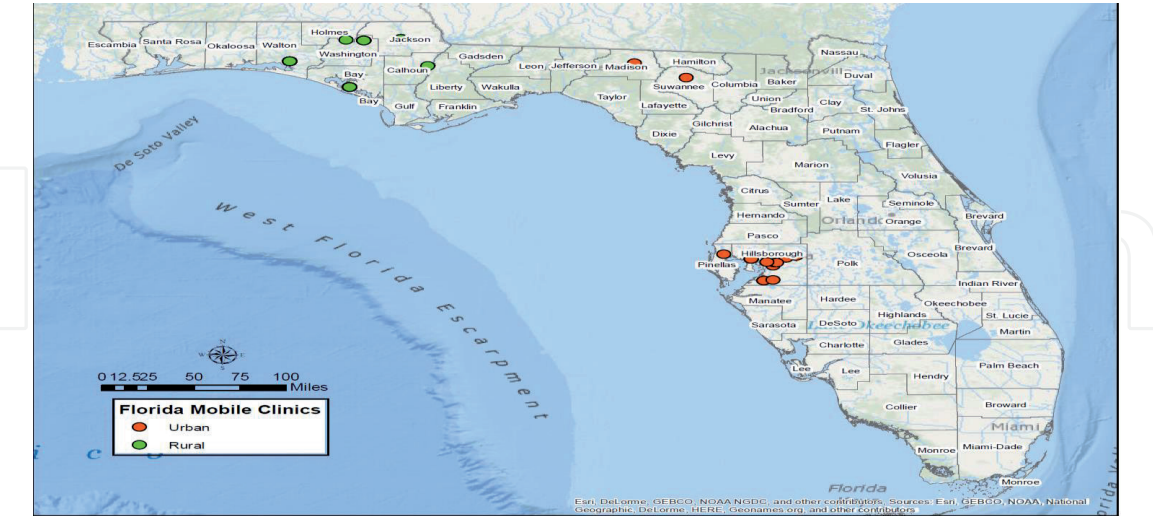 Holmes
Jackson
Escambia
Santa Rosa
Okaloosa
Walton
Washington
Nassau
Gadsden
Leon
Jefferson
Madison
Hamilton
Jacksonvill
Duval
Bay
Calhoun
Liberty
Wakulla
Suwannee
Columbia
Baker
Bay
Gulf
Franklin
Taylor
Lafayette
Union
Bradford
Clay
St. Johns
Gilchrist
Alachua
Putnam
Dixie
Flagler
De Soto Valley
Levy
Marion
Volusia
Citrus
Sumter
Lake
Seminole
Hernando
Orlando
Orange
Brevard
Pasco
West Florida Escarpment
Hillsborough
Pinellas
Polk
Osceola
Brevard
Indian River
Manatee
Hardee
Okeechobee
Highlands
St. Lucie
Sarasota
DeSoto
Okeechobee
Martin
Charlotte
Glades
N
W E
S
Lee
Lee
Hendry
Palm Beach
0 12.525 50 75 100
Miles
Collier
Broward
Miami
Florida Mobile Clinics
Urban
Rural
i c o
Monroe
Miami-Dade
Monroe
Florida
Esri, DeLorme, GEBCO, NOAA NGDC, and other contributors, Sources: Esri, GEBCO, NOAA, National
Geographic, DeLorme, HERE, Geonames.org, and other contributors